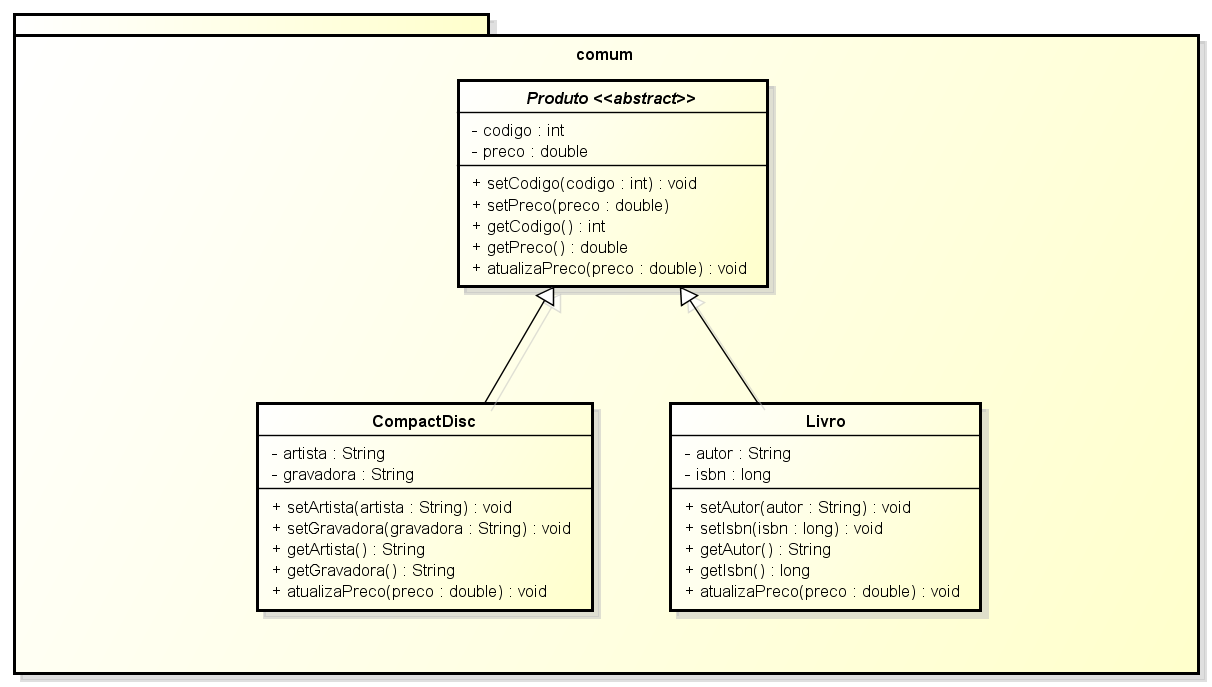 comum
Produto <<abstract>>
- codigo : int
- preco : double
+ setCodigo(codigo : int) : void
+ setPreco(preco : double)
+ getCodigo() : int
+ getPreco() : double
+ atualizaPreco(preco : double) : void
CompactDisc
- artista : String
- gravadora : String
+ setArtista(artista : String) : void
+ setGravadora(gravadora : String) : void
+ getArtista() : String
+ getGravadora() : String
+ atualizaPreco(preco : double) : void
Livro
- autor : String
- isbn : long
+ setAutor(autor : String) : void
+ setIsbn(isbn : long) : void
+ getAutor() : String
+ getIsbn() : long
+ atualizaPreco(preco : double) : void